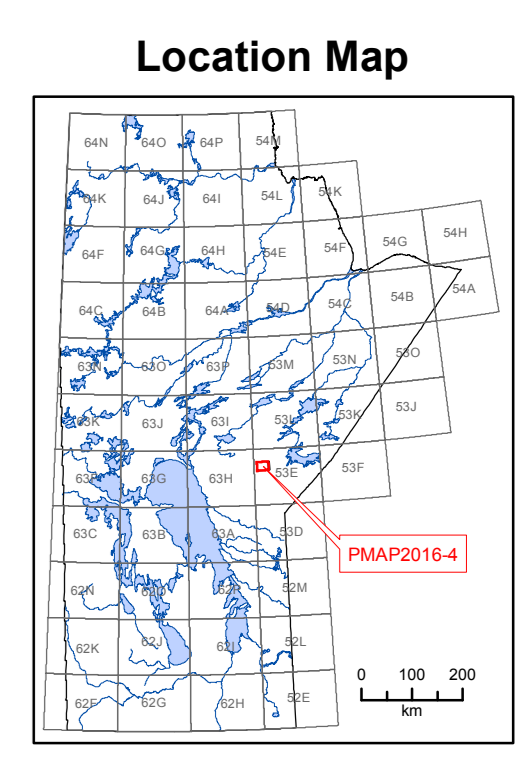 Location Map
64N 64O 64P 54M
64K 64J 64I 54L 54K
64F 64G 64H 54E 54F 54G 54H
64C 64B 64A 54D 54C 54B 54A
63N 63O 63P 53M 53N 53O
63K 63J 63I 53L 53K 53J
63F 63G 63H 53E 53F
63C 63B 63A 53D
PMAP2016-4
62N 62O 62P 52M
62K 62J 62I 52L
62F 62G 62H 52E
0 100 200
km